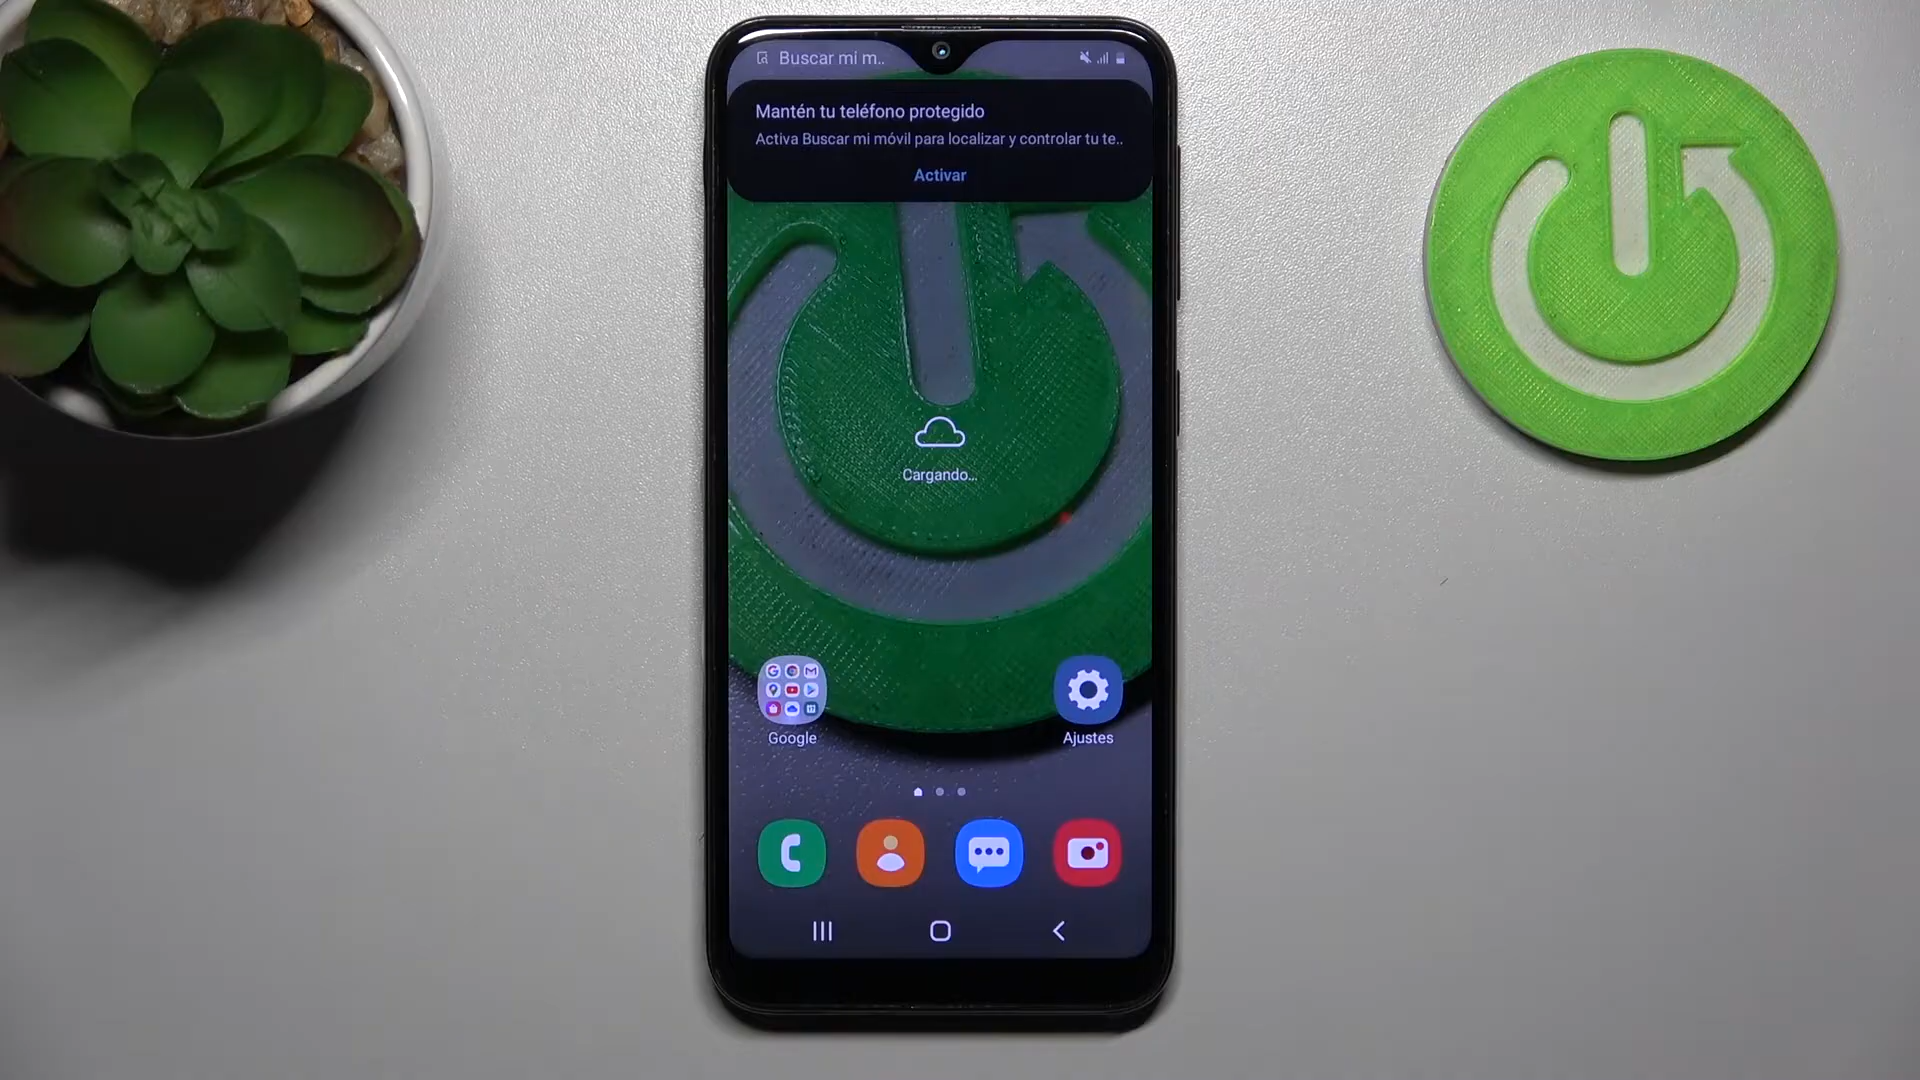 Buscar mi m..
Mantén tu teléfono protegido
Activa Buscar mi móvil para localizar y controlar tu te..
Activar
Cargando...
Google
Ajustes